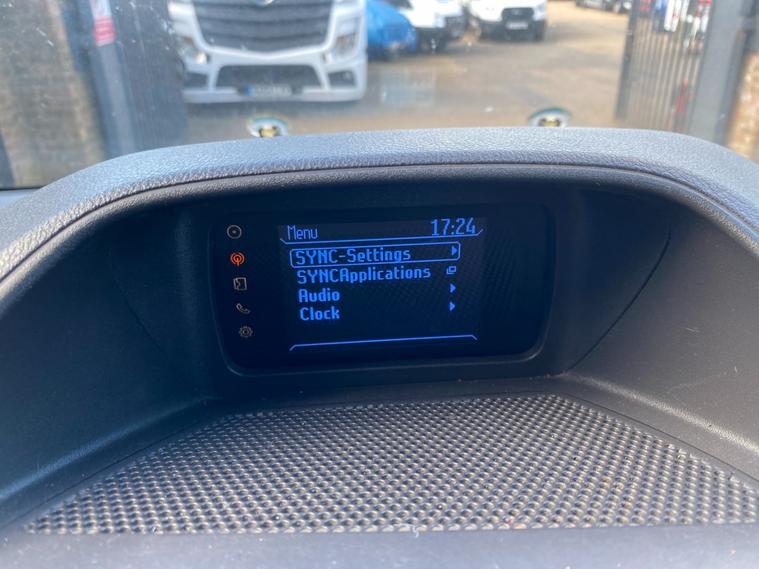 Menu 17:24
SYNC-Settings
SYNCApplications
Audio
Clock